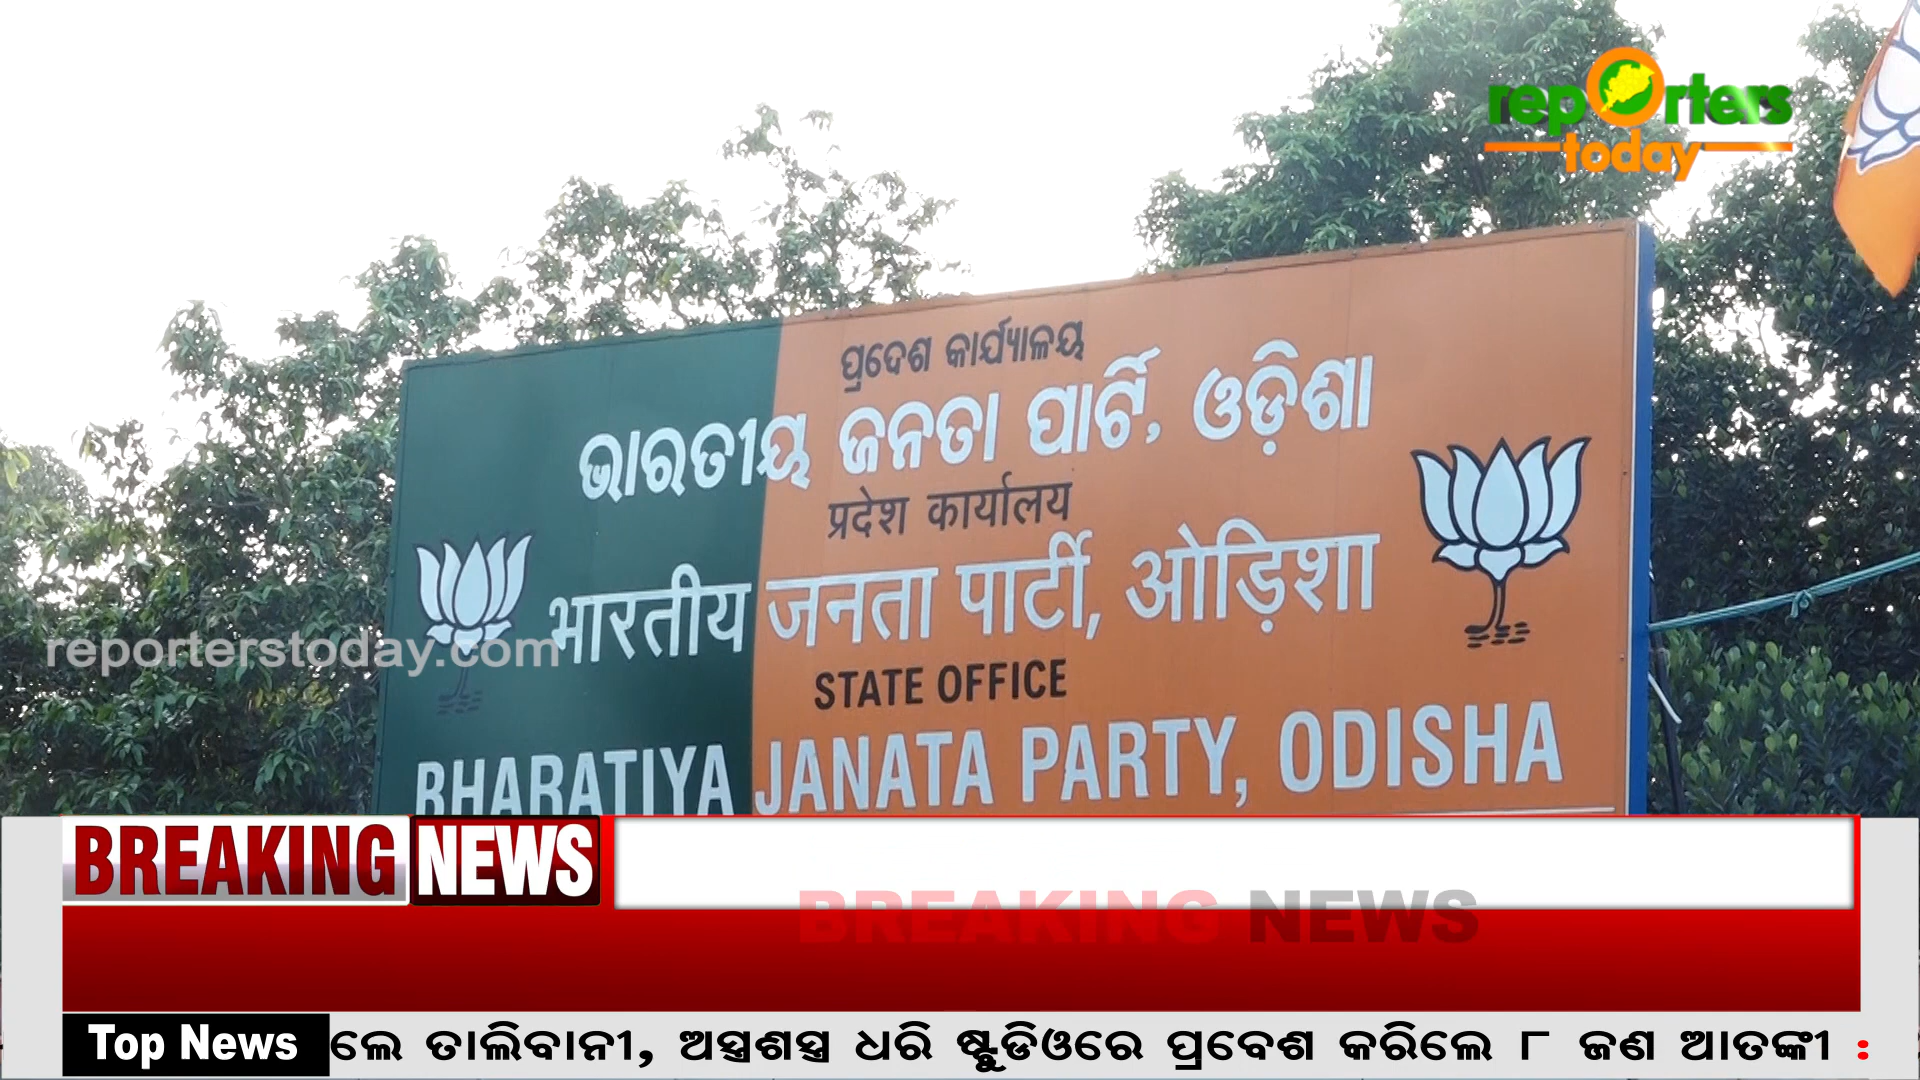 reporters
today
ପ୍ରଦେଶ କାର୍ଯ୍ୟାଳୟ
ଭାରତୀୟ ଜନତା ପାର୍ଟି, ଓଡ଼ିଶା
प्रदेश कार्यालय
भारतीय जनता पार्टी, ओड़िशा
reporterstoday.com
STATE OFFICE
BHARATIYA JANATA PARTY, ODISHA
BREAKING NEWS
BREAKING NEWS
Top News ଲେ ତାଲିବାନୀ, ଅସ୍ତ୍ରଶସ୍ତ୍ର ଧରି ଷ୍ଟୁଡିଓରେ ପ୍ରବେଶ କରିଲେ ୮ ଜଣ ଆତଙ୍କୀ :